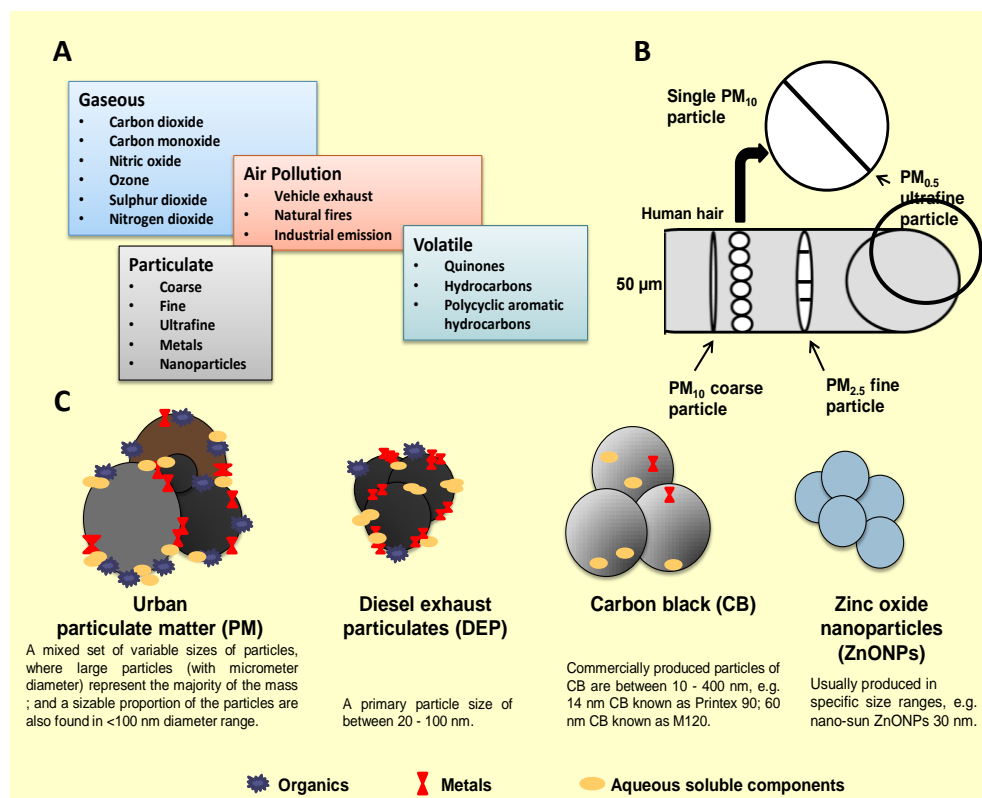 A
Gaseous
• Carbon dioxide
• Carbon monoxide
• Nitric oxide
• Ozone
• Sulphur dioxide
• Nitrogen dioxide
Air Pollution
• Vehicle exhaust
• Natural fires
• Industrial emission
Particulate
• Coarse
• Fine
• Ultrafine
• Metals
• Nanoparticles
Volatile
• Quinones
• Hydrocarbons
• Polycyclic aromatic
hydrocarbons
B
Single PM10
particle
PM0.5
ultrafine
particle
Human hair
50 µm
PM10 coarse
particle
PM2.5 fine
particle
C
Urban
particulate matter (PM)
A mixed set of variable sizes of particles,
where large particles (with micrometer
diameter) represent the majority of the mass
; and a sizable proportion of the particles are
also found in <100 nm diameter range.
Diesel exhaust
particulates (DEP)
A primary particle size of
between 20 - 100 nm.
Carbon black (CB)
Commercially produced particles of
CB are between 10 - 400 nm, e.g.
14 nm CB known as Printex 90; 60
nm CB known as M120.
Zinc oxide
nanoparticles
(ZnONPs)
Usually produced in
specific size ranges, e.g.
nano-sun ZnONPs 30 nm.
Organics
Metals
Aqueous soluble components